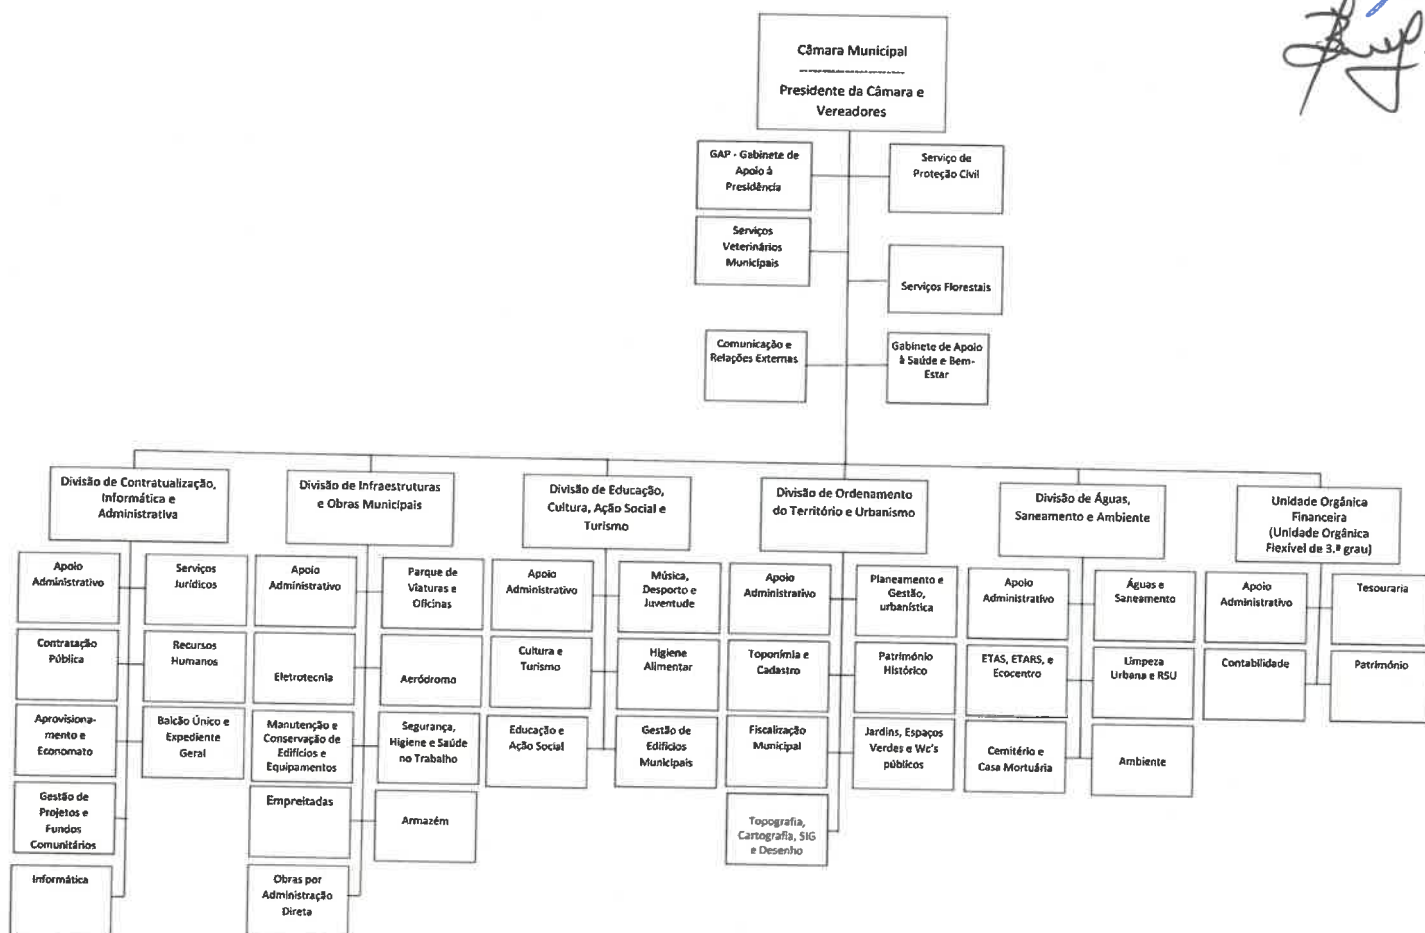 Câmara Municipal
Presidente da Câmara e
Vereadores
GAP - Gabinete de
Apoio à
Presidência
Serviço de
Proteção Civil
Serviços
Veterinários
Municipais
Serviços Florestais
Comunicação e
Relações Externas
Gabinete de Apoio
à Saúde e Bem-
Estar
Divisão de Contratualização,
Informática e
Administrativa
Divisão de Infraestruturas
e Obras Municipais
Divisão de Educação,
Cultura, Ação Social e
Turismo
Divisão de Ordenamento
do Território e Urbanismo
Divisão de Águas,
Saneamento e Ambiente
Unidade Orgânica
Financeira
(Unidade Orgânica
Flexível de 3.º grau)
Apoio
Administrativo
Serviços
Jurídicos
Contratação
Pública
Recursos
Humanos
Aprovisiona-
mento e
Economato
Balcão Único e
Expediente
Geral
Gestão de
Projetos e
Fundos
Comunitários
Informática
Apoio
Administrativo
Parque de
Viaturas e
Oficinas
Eletrotecnia
Aeródromo
Manutenção e
Conservação de
Edifícios e
Equipamentos
Segurança,
Higiene e Saúde
no Trabalho
Empreitadas
Armazém
Obras por
Administração
Direta
Apoio
Administrativo
Música,
Desporto e
Juventude
Cultura e
Turismo
Higiene
Alimentar
Educação e
Ação Social
Gestão de
Edifícios
Municipais
Apoio
Administrativo
Planeamento e
Gestão,
urbanística
Toponímia e
Cadastro
Património
Histórico
Fiscalização
Municipal
Jardins, Espaços
Verdes e Wc's
públicos
Topografia,
Cartografia, SIG
e Desenho
Apoio
Administrativo
Águas e
Saneamento
ETAS, ETARS, e
Ecocentro
Limpeza
Urbana e RSU
Cemitério e
Casa Mortuária
Ambiente
Apoio
Administrativo
Tesouraria
Contabilidade
Património